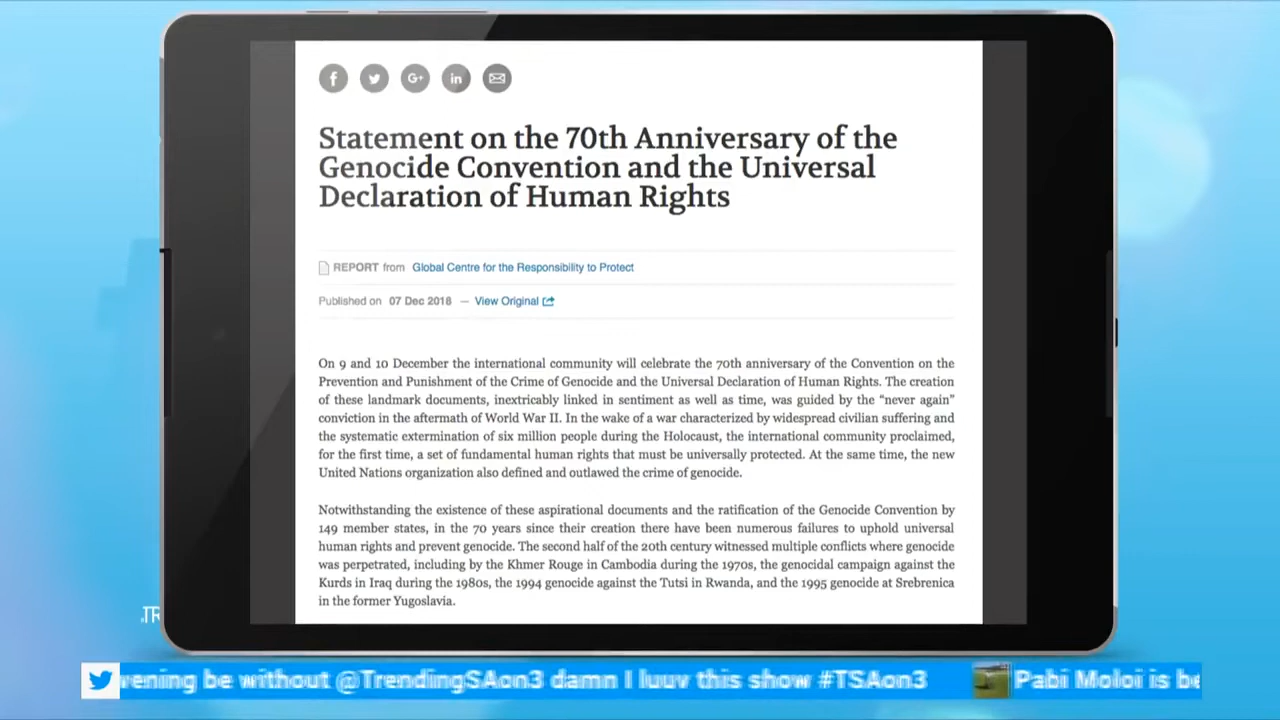 Statement on the 70th Anniversary of the
Genocide Convention and the Universal
Declaration of Human Rights
REPORT from Global Centre for the Responsibility to Protect
Published on 07 Dec 2018 — View Original
On 9 and 10 December the international community will celebrate the 70th anniversary of the Convention on the
Prevention and Punishment of the Crime of Genocide and the Universal Declaration of Human Rights. The creation
of these landmark documents, inextricably linked in sentiment as well as time, was guided by the “never again”
conviction in the aftermath of World War II. In the wake of a war characterized by widespread civilian suffering and
the systematic extermination of six million people during the Holocaust, the international community proclaimed,
for the first time, a set of fundamental human rights that must be universally protected. At the same time, the new
United Nations organization also defined and outlawed the crime of genocide.
Notwithstanding the existence of these aspirational documents and the ratification of the Genocide Convention by
149 member states, in the 70 years since their creation there have been numerous failures to uphold universal
human rights and prevent genocide. The second half of the 20th century witnessed multiple conflicts where genocide
was perpetrated, including by the Khmer Rouge in Cambodia during the 1970s, the genocidal campaign against the
Kurds in Iraq during the 1980s, the 1994 genocide against the Tutsi in Rwanda, and the 1995 genocide at Srebrenica
in the former Yugoslavia.
be without @TrendingSAon3 damn I luuv this show #TSAon3 Pabi Moloi is